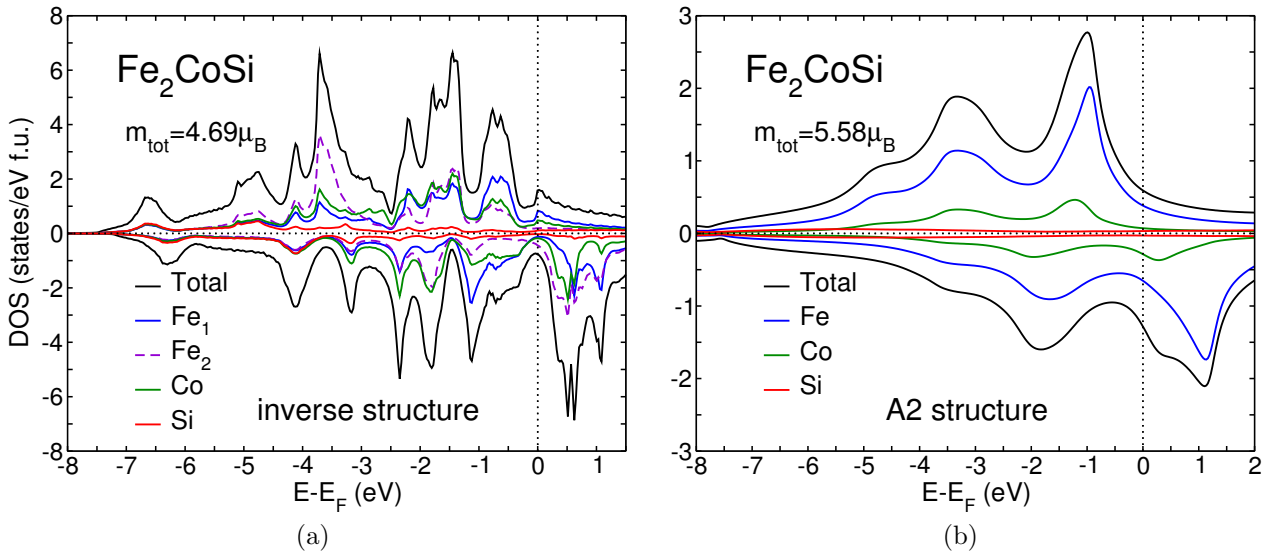 Fe2CoSi
mtot=4.69μB
DOS (states/eV f.u.)
8
6
4
2
0
-2
-4
-6
-8
Total
Fe1
Fe2
Co
Si
inverse structure
-8 -7 -6 -5 -4 -3 -2 -1 0 1
E-EF (eV)
(a)
Fe2CoSi
mtot=5.58μB
3
2
1
0
-1
-2
-3
Total
Fe
Co
Si
A2 structure
-8 -7 -6 -5 -4 -3 -2 -1 0 1 2
E-EF (eV)
(b)